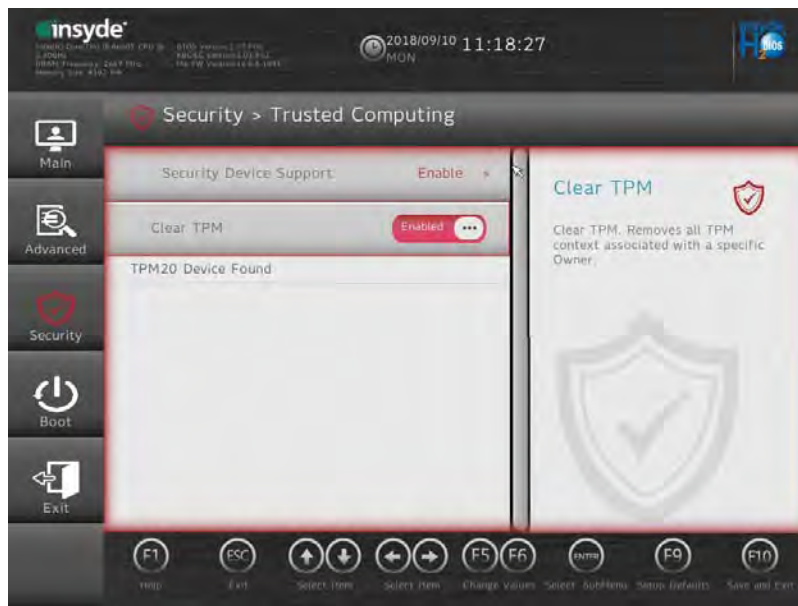 insyde®
2018/09/10 11:18:27
MON
H2O
BIOS
Security > Trusted Computing
Main
Advanced
Security
Boot
Exit
Security Device Support Enable
Clear TPM Enabled
TPM20 Device Found
Clear TPM
Clear TPM. Removes all TPM
context associated with a specific
Owner.
F1 ESC F5 F6 ENTER F9 F10
Help Exit Select Item Select Item Change Values Select SubMenu Setup Defaults Save and Exit